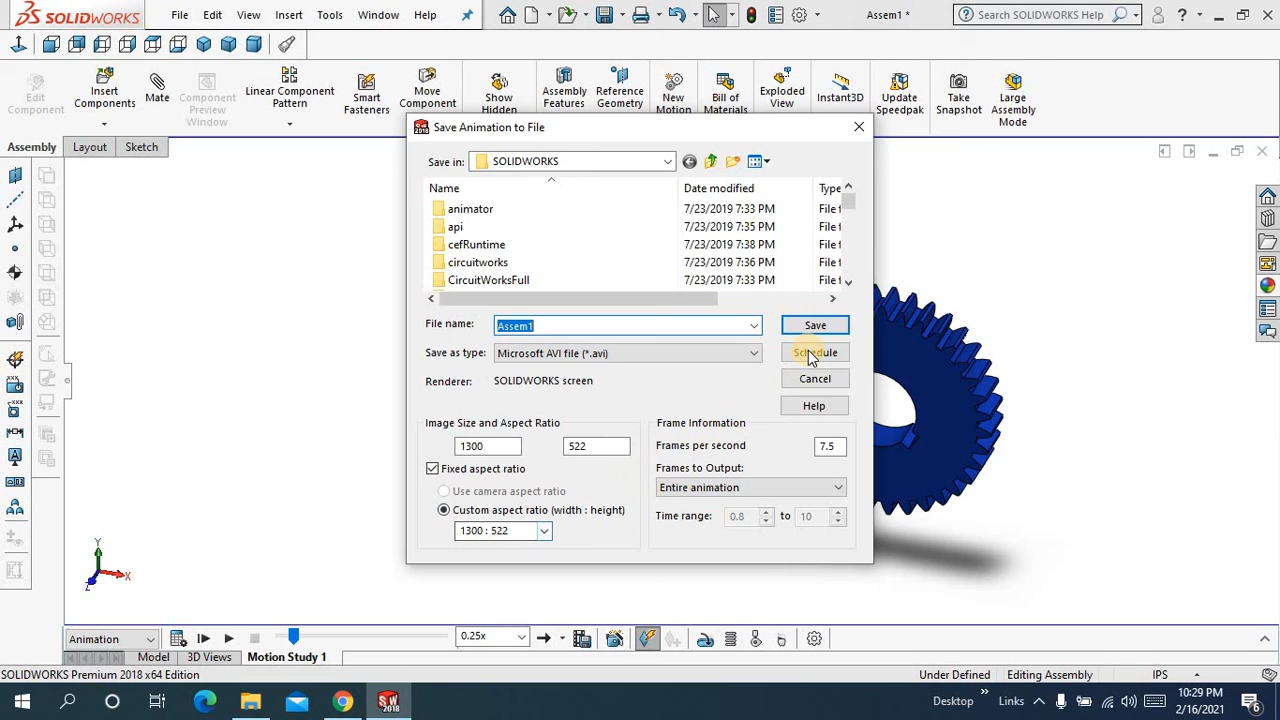 SOLIDWORKS File Edit View Insert Tools Window Help Assem1 * Search SOLIDWORKS Help ?
Edit Component
Insert Components
Mate
Component Preview Window
Linear Component Pattern
Smart Fasteners
Move Component
Show Hidden
Assembly Features
Reference Geometry
New Motion
Bill of Materials
Exploded View
Instant3D
Update Speedpak
Take Snapshot
Large Assembly Mode
Assembly Layout Sketch
Save Animation to File
Save in: SOLIDWORKS
Name Date modified Type
animator 7/23/2019 7:33 PM File f
api 7/23/2019 7:35 PM File f
cefRuntime 7/23/2019 7:38 PM File f
circuitworks 7/23/2019 7:36 PM File f
CircuitWorksFull 7/23/2019 7:33 PM File f
File name: Assem1 Save
Save as type: Microsoft AVI file (*.avi) Schedule
Renderer: SOLIDWORKS screen Cancel
Help
Image Size and Aspect Ratio
1300 522
Fixed aspect ratio
Use camera aspect ratio
Custom aspect ratio (width : height)
1300 : 522
Frame Information
Frames per second 7.5
Frames to Output:
Entire animation
Time range: 0.8 to 10
Y
X
Z
Animation 0.25x
Model 3D Views Motion Study 1
SOLIDWORKS Premium 2018 x64 Edition Under Defined Editing Assembly IPS
SW 2018
Desktop » Links 10:29 PM
2/16/2021
6